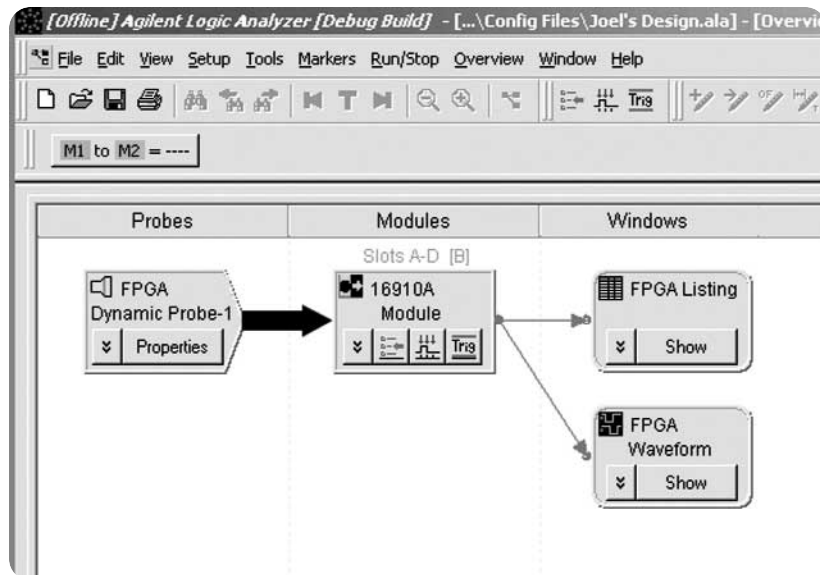 [Offline] Agilent Logic Analyzer [Debug Build] - [...\Config Files\Joel's Design.ala] - [Overvi
File Edit View Setup Tools Markers Run/Stop Overview Window Help
T Trig
M1 to M2 = ----
Probes Modules Windows
Slots A-D [B]
FPGA
Dynamic Probe-1
Properties
16910A
Module
Trig
FPGA Listing
Show
FPGA
Waveform
Show